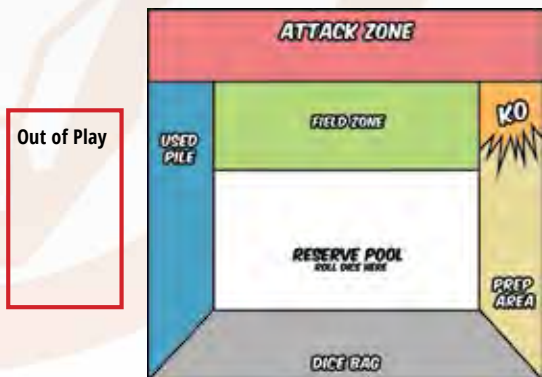 ATTACK ZONE
Out of Play
USED
PILE
FIELD ZONE
KO
RESERVE POOL
ROLL DICE HERE
PREP
AREA
DICE BAG